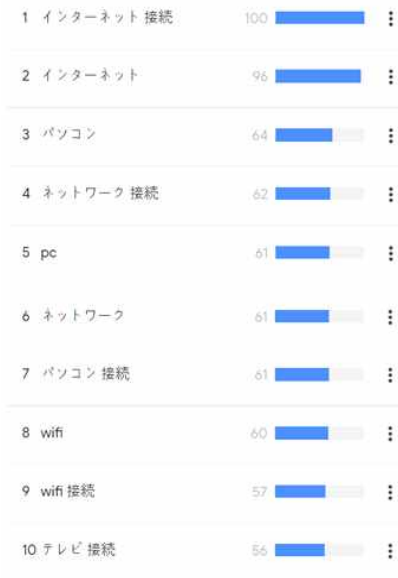 1 インターネット 接続 100
2 インターネット 96
3 パソコン 64
4 ネットワーク 接続 62
5 pc 61
6 ネットワーク 61
7 パソコン 接続 61
8 wifi 60
9 wifi 接続 57
10 テレビ 接続 56